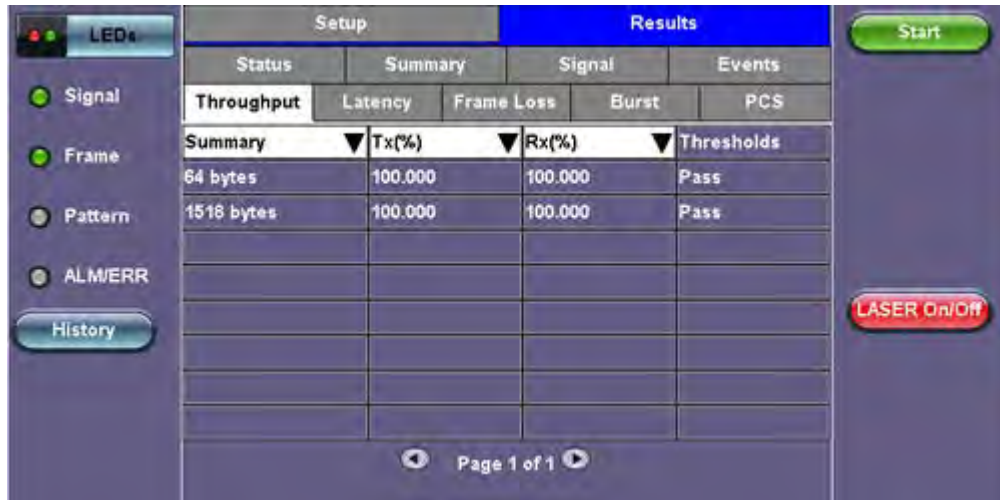 LEDs
Setup
Results
Start
Status
Summary
Signal
Events
Signal
Throughput
Latency
Frame Loss
Burst
PCS
Summary
Tx(%)
Rx(%)
Thresholds
Frame
64 bytes
100.000
100.000
Pass
Pattern
1518 bytes
100.000
100.000
Pass
ALM/ERR
History
LASER On/Off
Page 1 of 1